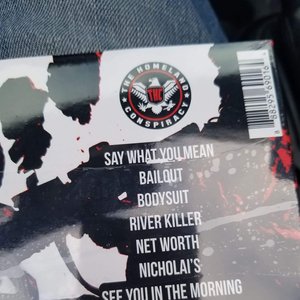 THE HOMELAND
THC
CONSPIRACY
SAY WHAT YOU MEAN
BAILOUT
BODYSUIT
RIVER KILLER
NET WORTH
NICHOLAI'S
SEE YOU IN THE MORNING